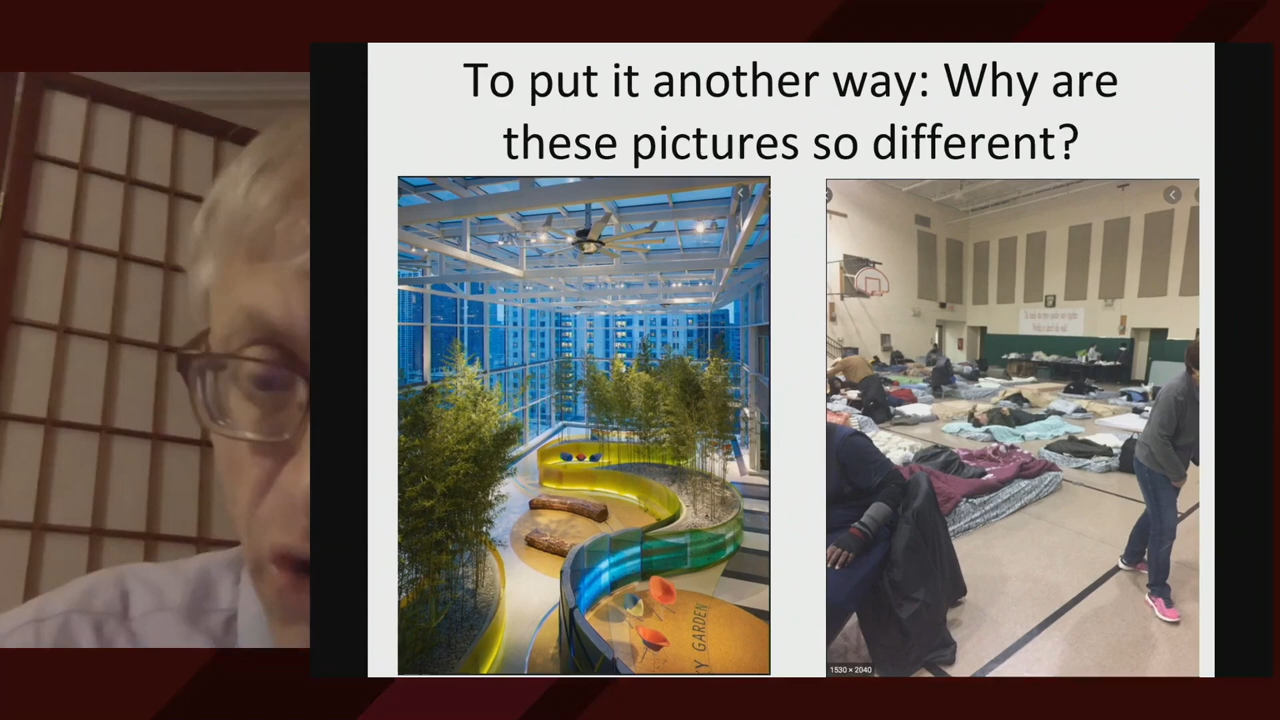 To put it another way: Why are
these pictures so different?
GARDEN
1530 × 2040